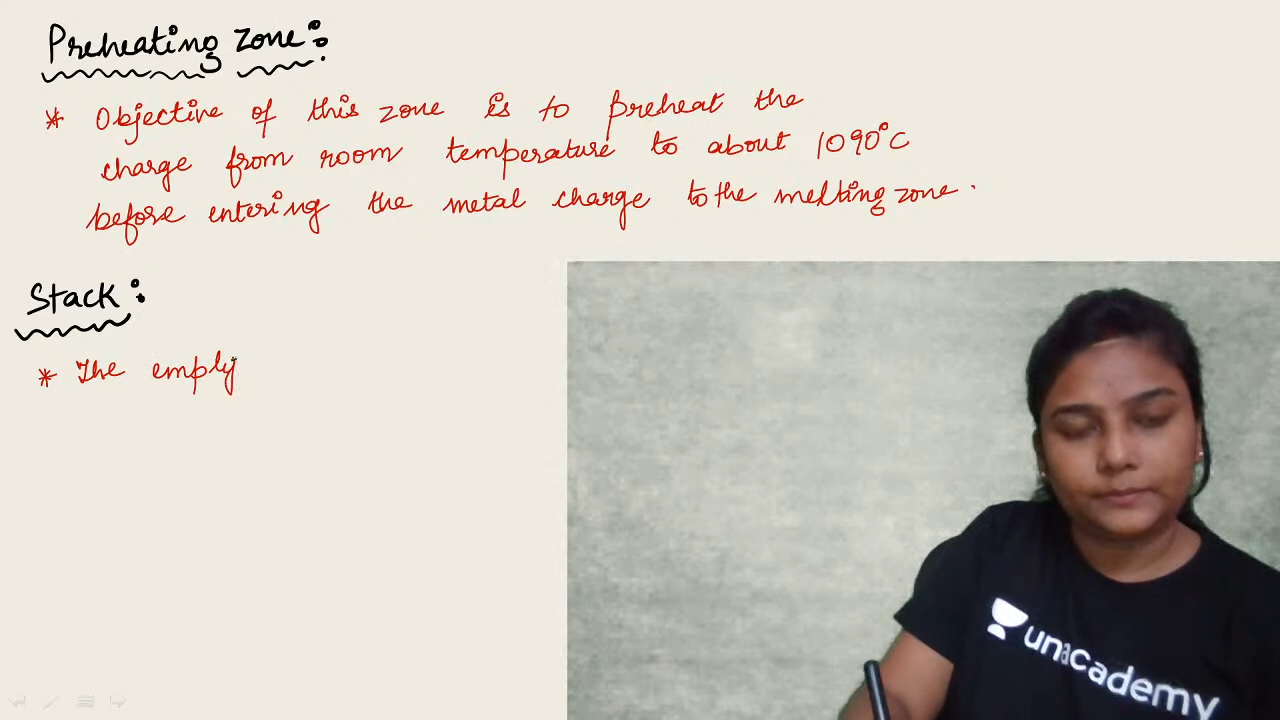 Preheating zone:
* Objective of this zone is to preheat the
charge from room temperature to about 1090°C
before entering the metal charge to the melting zone.
Stack:
* The empty
unacademy